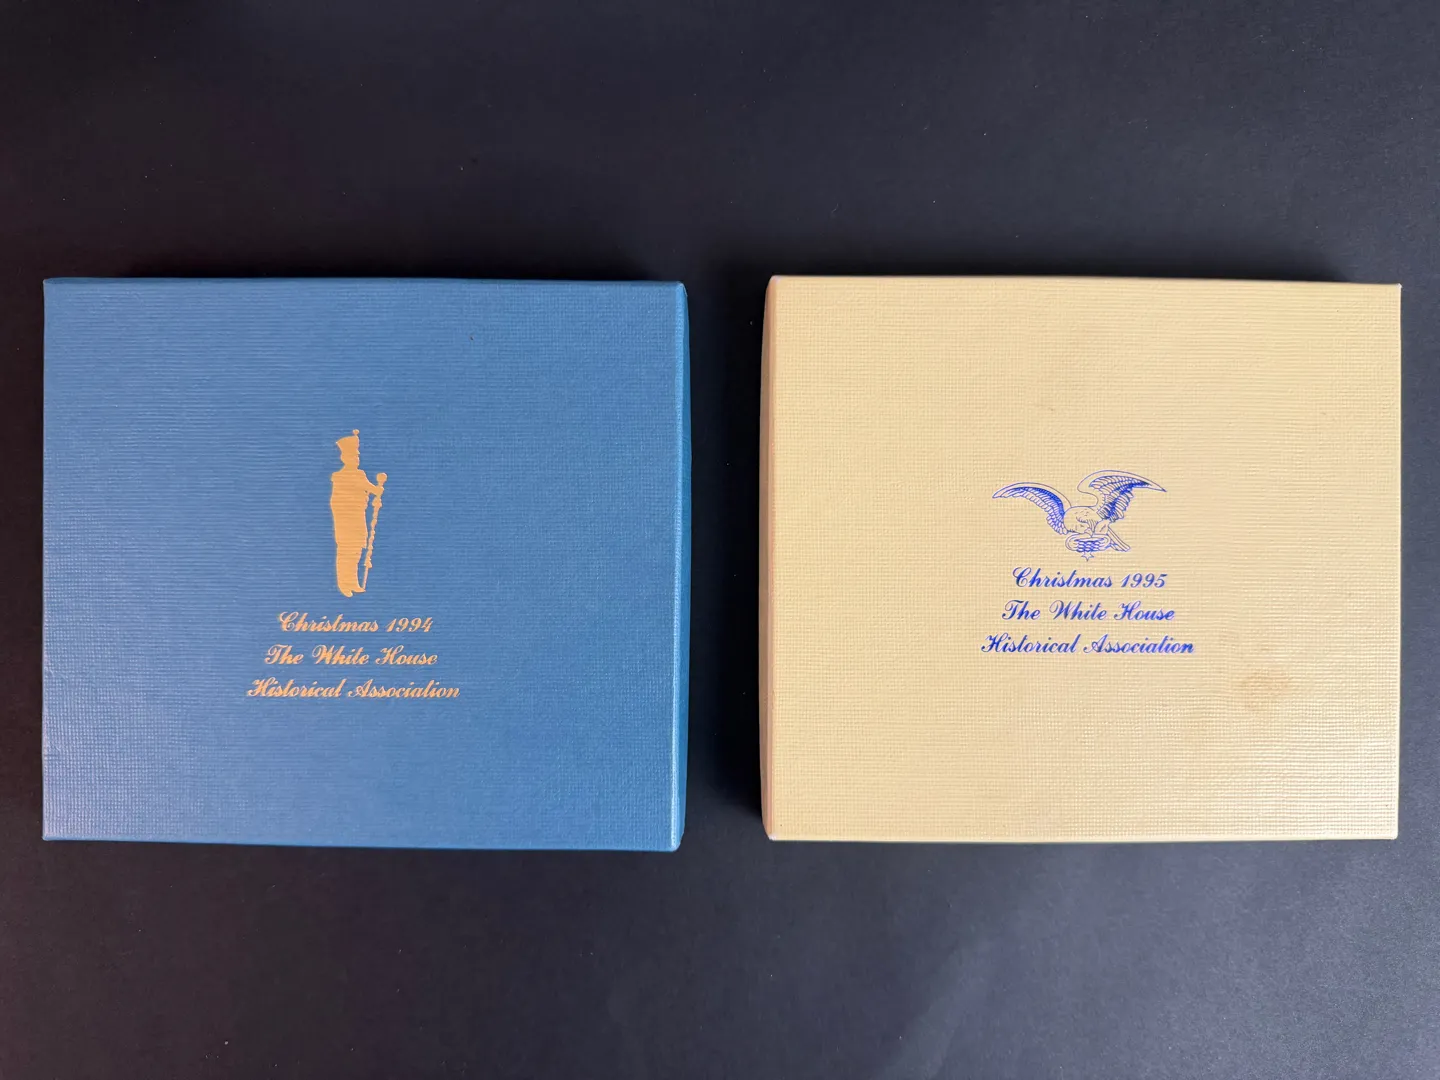 Christmas 1994
The White House
Historical Association
Christmas 1995
The White House
Historical Association